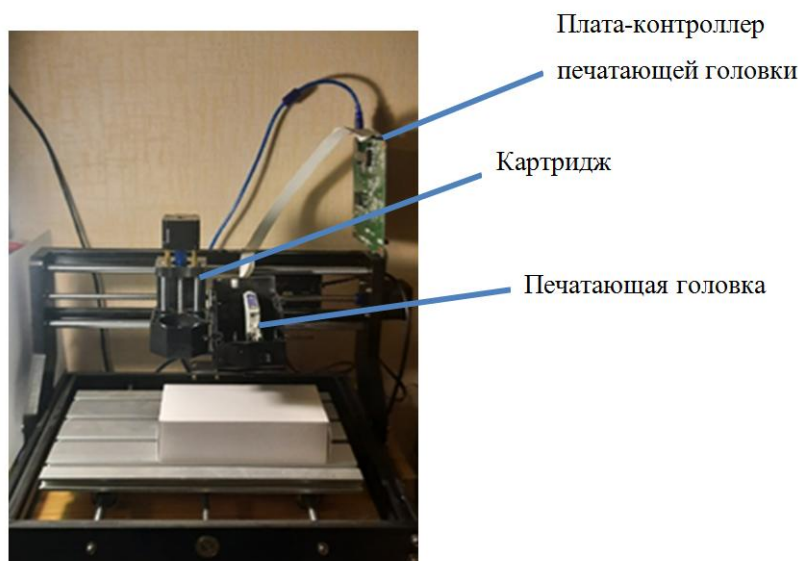 Плата-контроллер
печатающей головки
Картридж
Печатающая головка